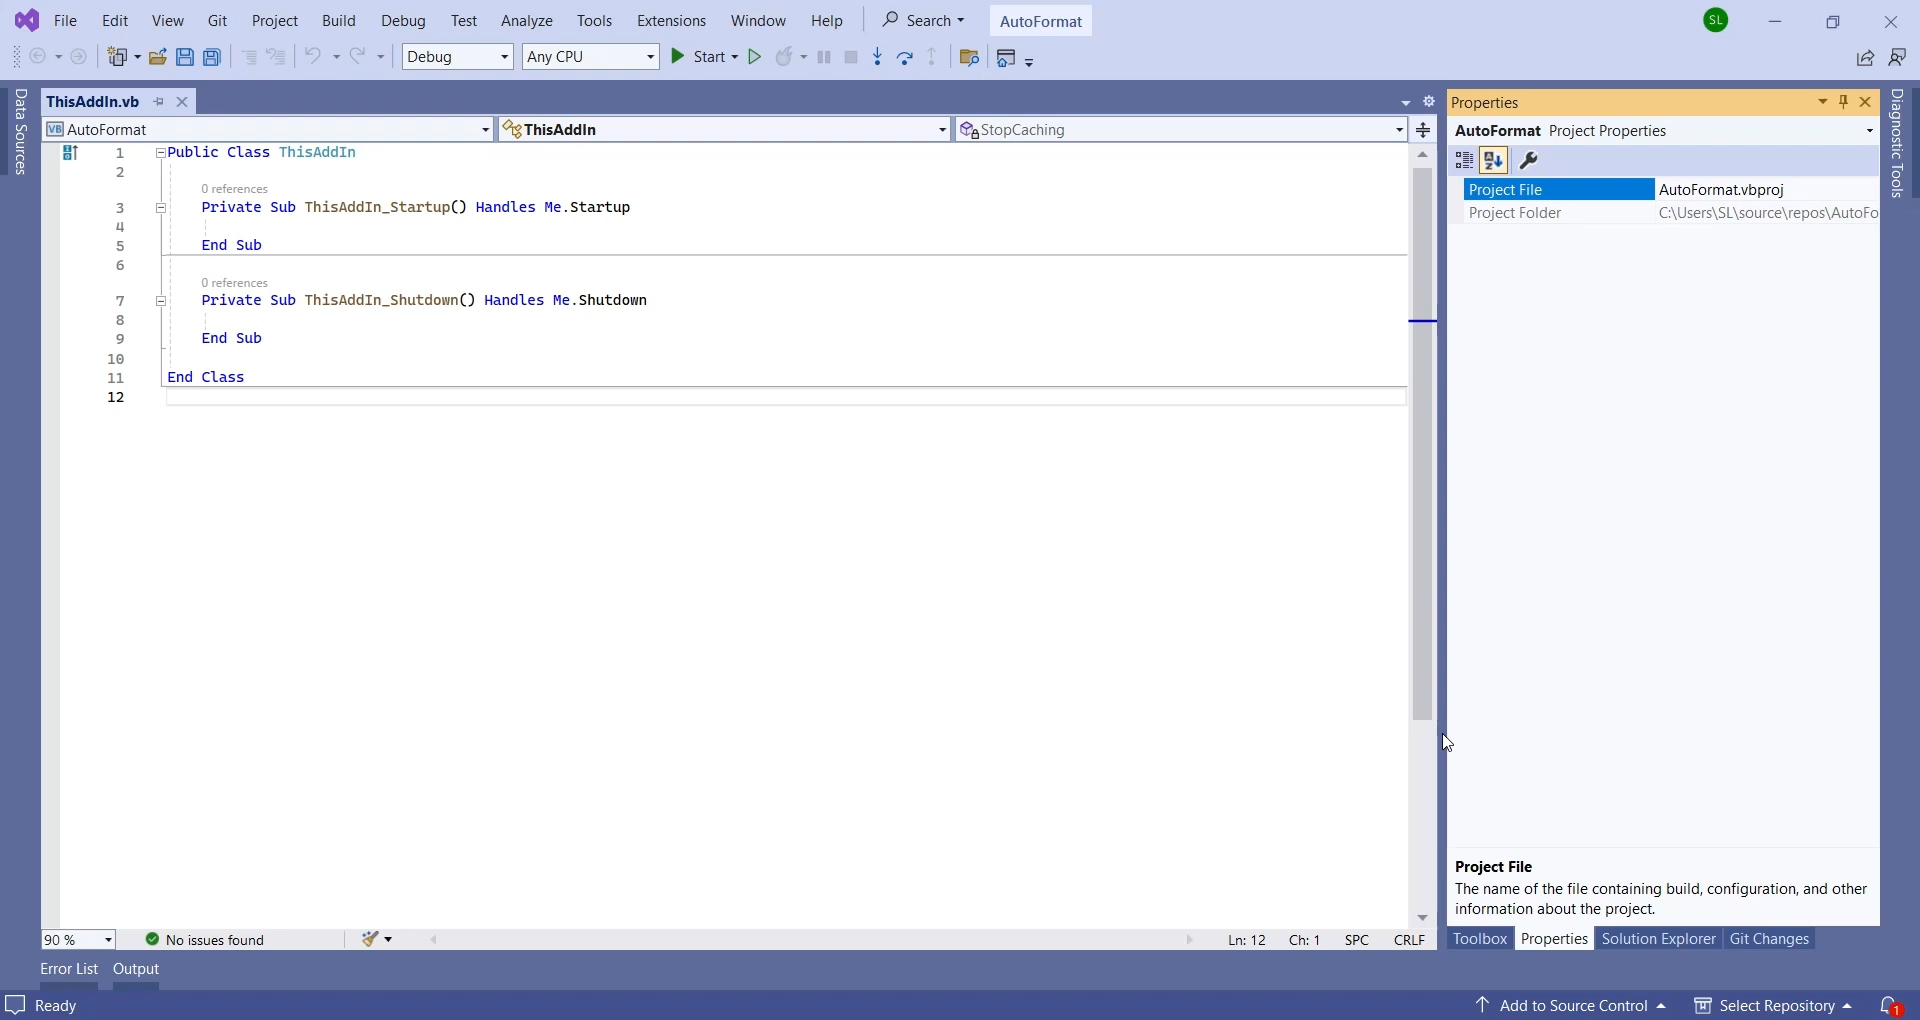 File Edit View Git Project Build Debug Test Analyze Tools Extensions Window Help Search AutoFormat SL
Debug Any CPU Start
ThisAddIn.vb
AutoFormat ThisAddIn StopCaching
1 Public Class ThisAddIn
2
0 references
3 Private Sub ThisAddIn_Startup() Handles Me.Startup
4
5 End Sub
6
0 references
7 Private Sub ThisAddIn_Shutdown() Handles Me.Shutdown
8
9 End Sub
10
11 End Class
12
90 % No issues found Ln: 12 Ch: 1 SPC CRLF
Data Sources
Properties
AutoFormat Project Properties
Project File AutoFormat.vbproj
Project Folder C:\Users\SL\source\repos\AutoFo
Project File
The name of the file containing build, configuration, and other
information about the project.
Toolbox Properties Solution Explorer Git Changes
Diagnostic Tools
Error List Output
Ready Add to Source Control Select Repository 1